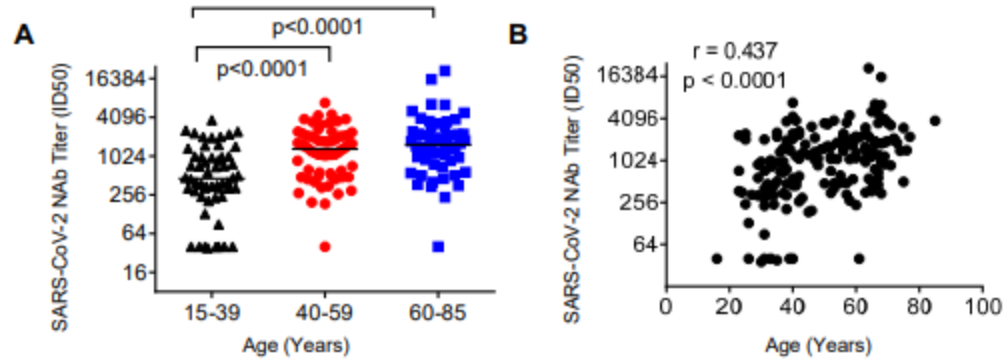 A
p<0.0001
p<0.0001
SARS-CoV-2 NAb Titer (ID50)
16384
4096
1024
256
64
16
15-39 40-59 60-85
Age (Years)
B
r = 0.437
p < 0.0001
SARS-CoV-2 NAb Titer (ID50)
16384
4096
1024
256
64
0 20 40 60 80 100
Age (Years)